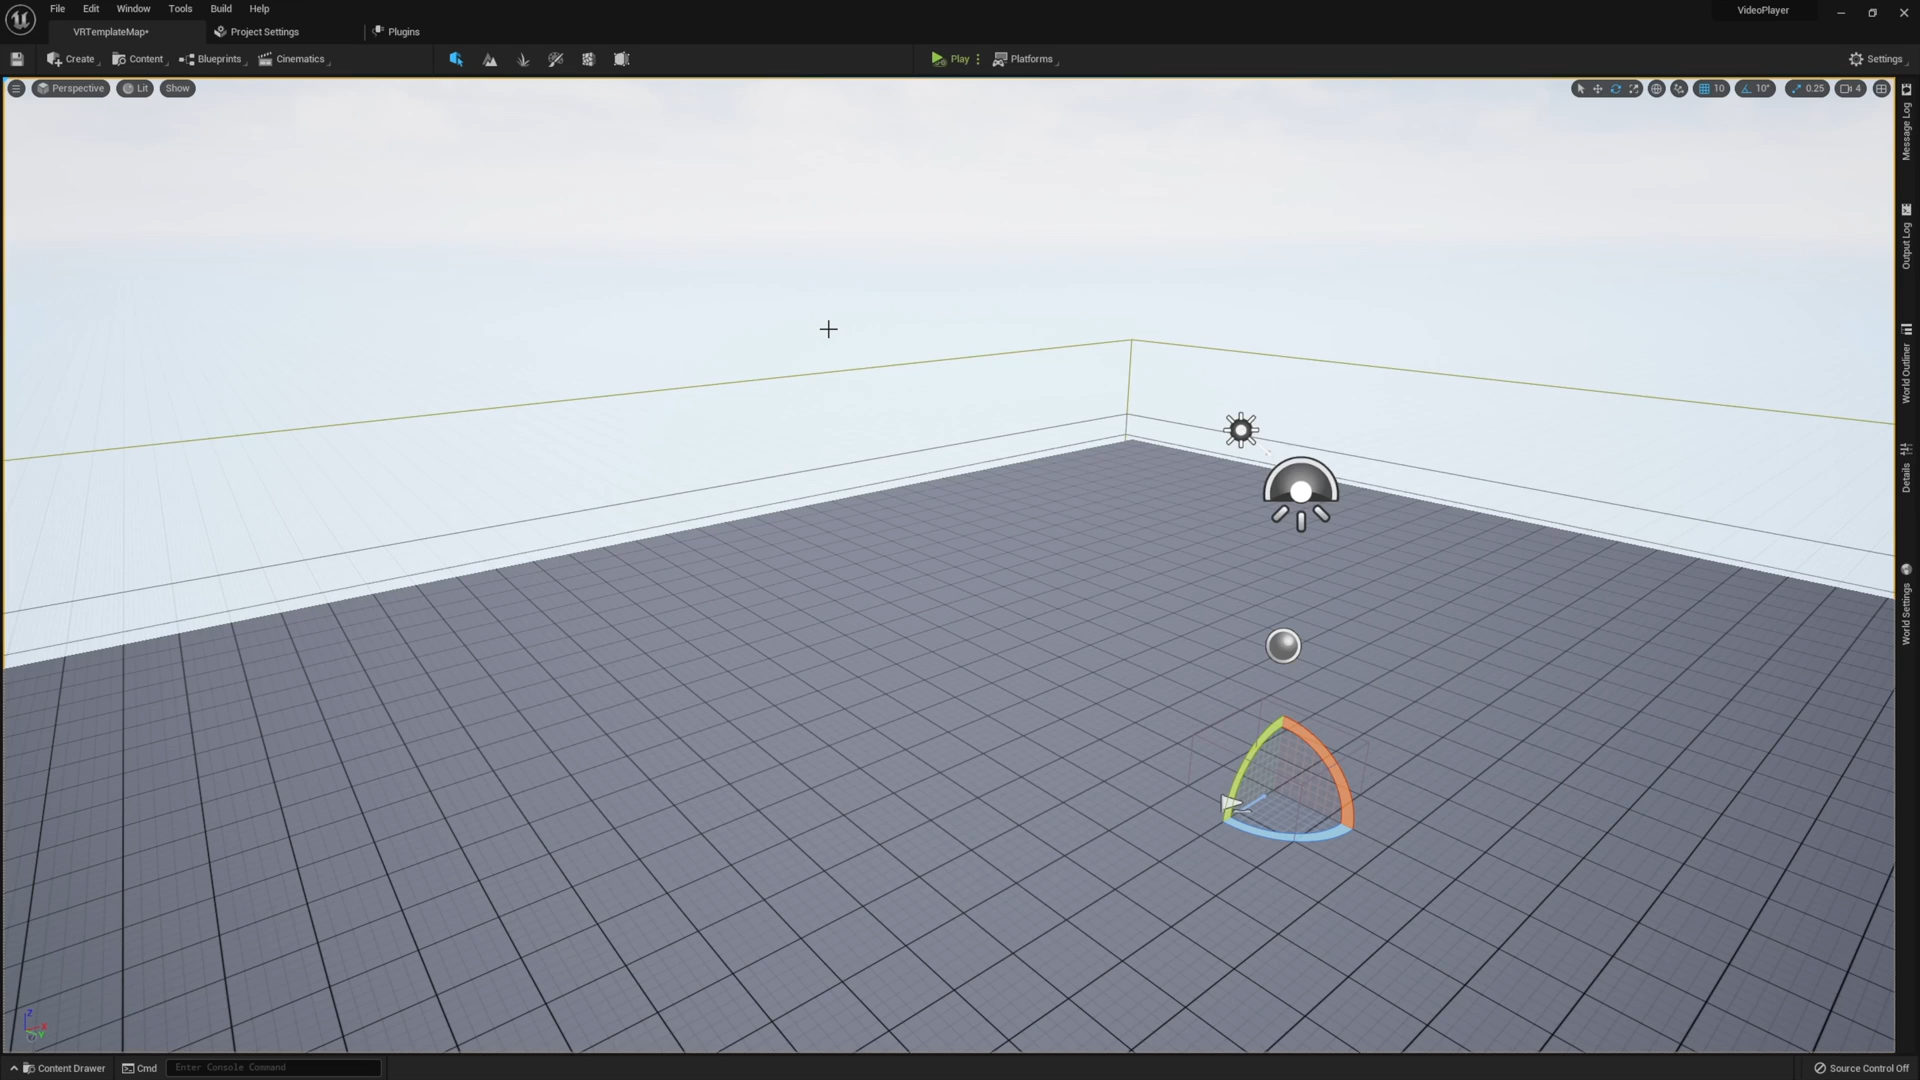 File Edit Window Tools Build Help
VideoPlayer
VRTemplateMap•
Project Settings
Plugins
Create
Content
Blueprints
Cinematics
Play
Platforms
Settings
Perspective
Lit
Show
10
10°
0.25
4
Message Log
Output Log
World Outliner
Details
World Settings
Z
X
Y
Content Drawer
Cmd
Enter Console Command
Source Control Off